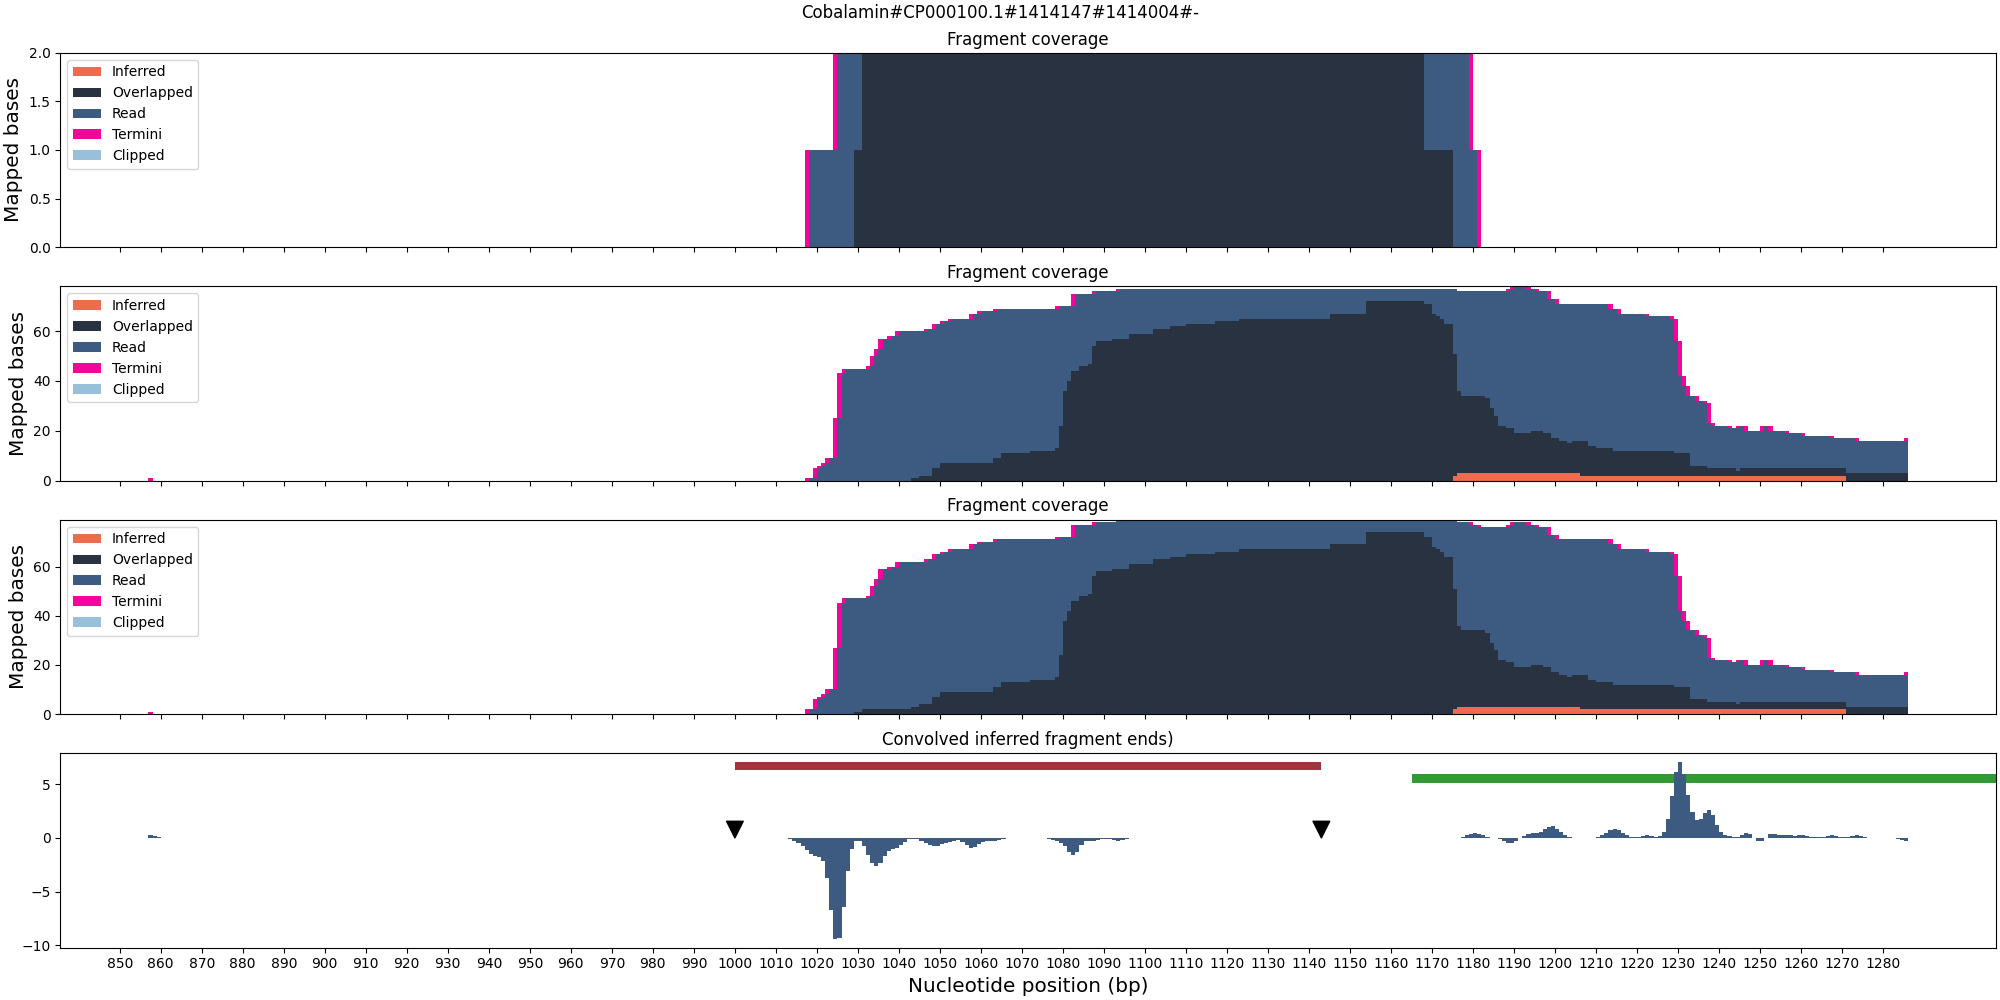 Cobalamin#CP000100.1#1414147#1414004#-
Fragment coverage
Mapped bases
2.0
1.5
1.0
0.5
0.0
Inferred
Overlapped
Read
Termini
Clipped
Fragment coverage
Mapped bases
60
40
20
0
Inferred
Overlapped
Read
Termini
Clipped
Fragment coverage
Mapped bases
60
40
20
0
Inferred
Overlapped
Read
Termini
Clipped
Convolved inferred fragment ends)
5
0
−5
−10
850 860 870 880 890 900 910 920 930 940 950 960 970 980 990 1000 1010 1020 1030 1040 1050 1060 1070 1080 1090 1100 1110 1120 1130 1140 1150 1160 1170 1180 1190 1200 1210 1220 1230 1240 1250 1260 1270 1280
Nucleotide position (bp)